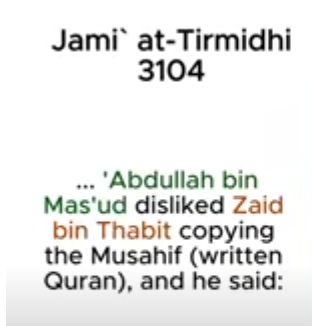 Jami` at-Tirmidhi
3104
... 'Abdullah bin
Mas'ud disliked Zaid
bin Thabit copying
the Musahif (written
Quran), and he said: